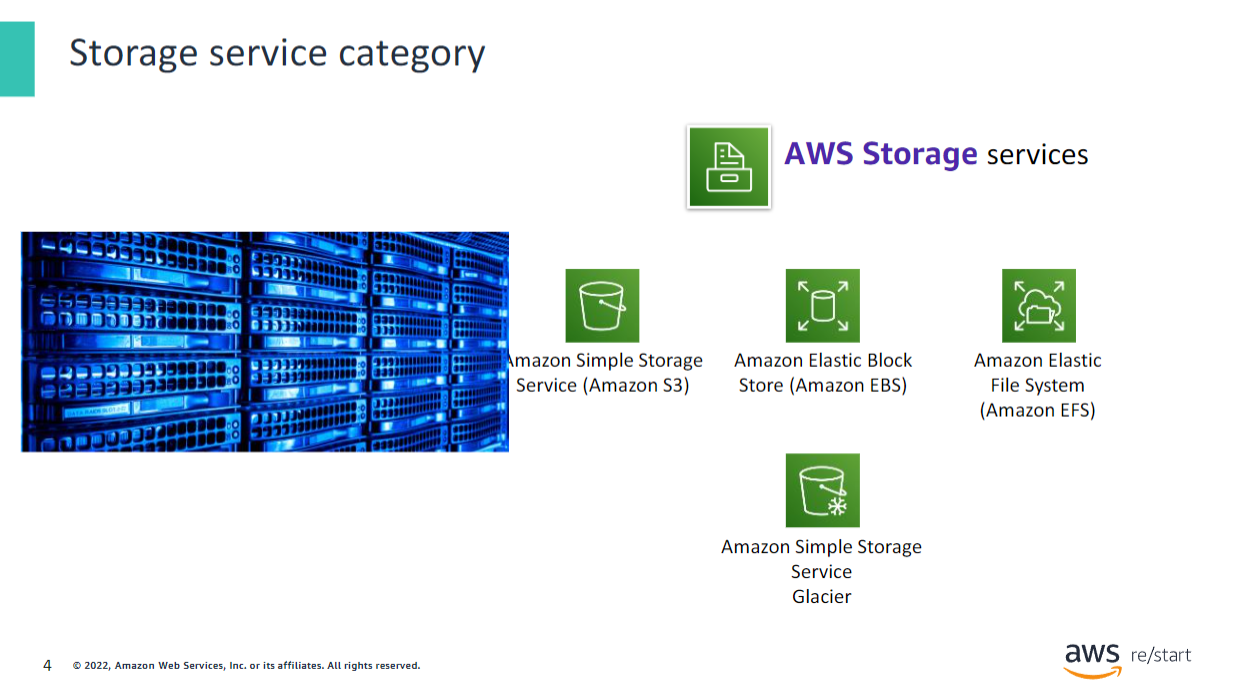 Storage service category
AWS Storage services
Amazon Simple Storage
Service (Amazon S3)
Amazon Elastic Block
Store (Amazon EBS)
Amazon Elastic
File System
(Amazon EFS)
Amazon Simple Storage
Service
Glacier
4
© 2022, Amazon Web Services, Inc. or its affiliates. All rights reserved.
aws re/start